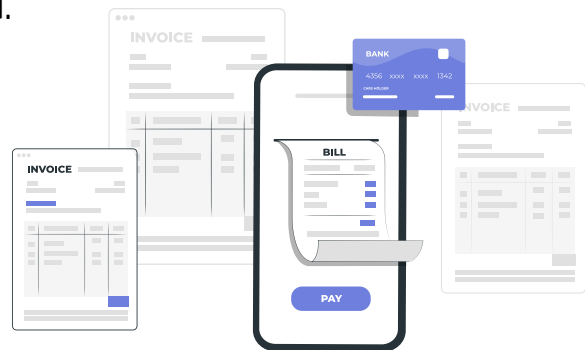 INVOICE
BANK
4356 xxxx xxxx 1342
CARD HOLDER
INVOICE
BILL
INVOICE
PAY